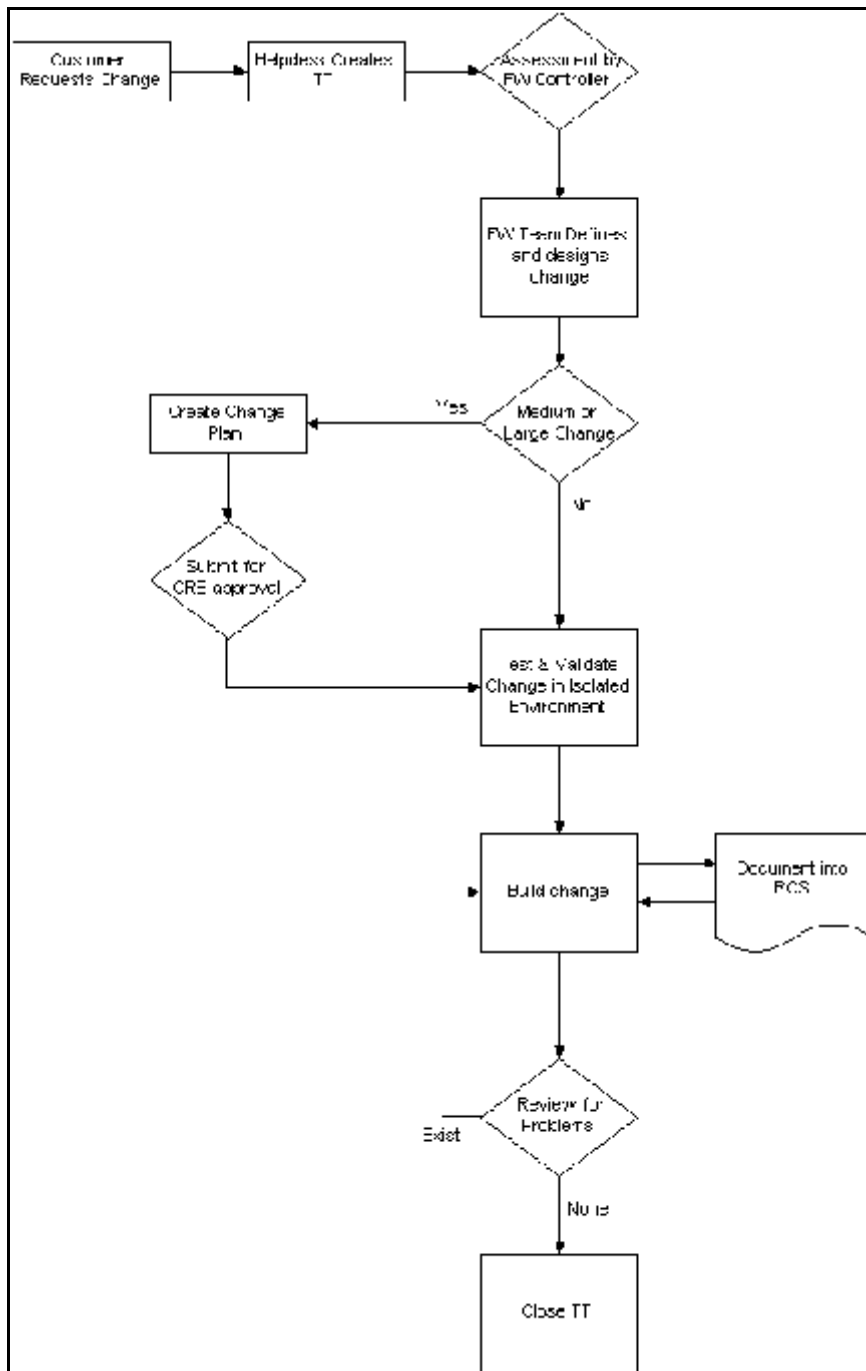 Customer
Requests Change
Helpdesk Creates
TT
Assessment by
FW Controller
FW Team Defines
and designs
change
Medium or
Large Change
Yes
No
Create Change
Plan
Submit for
approval
Test & Validate
Change in Isolated
Environment
Build change
Document into
RCS
Review for
Problems
Exist
None
Close TT